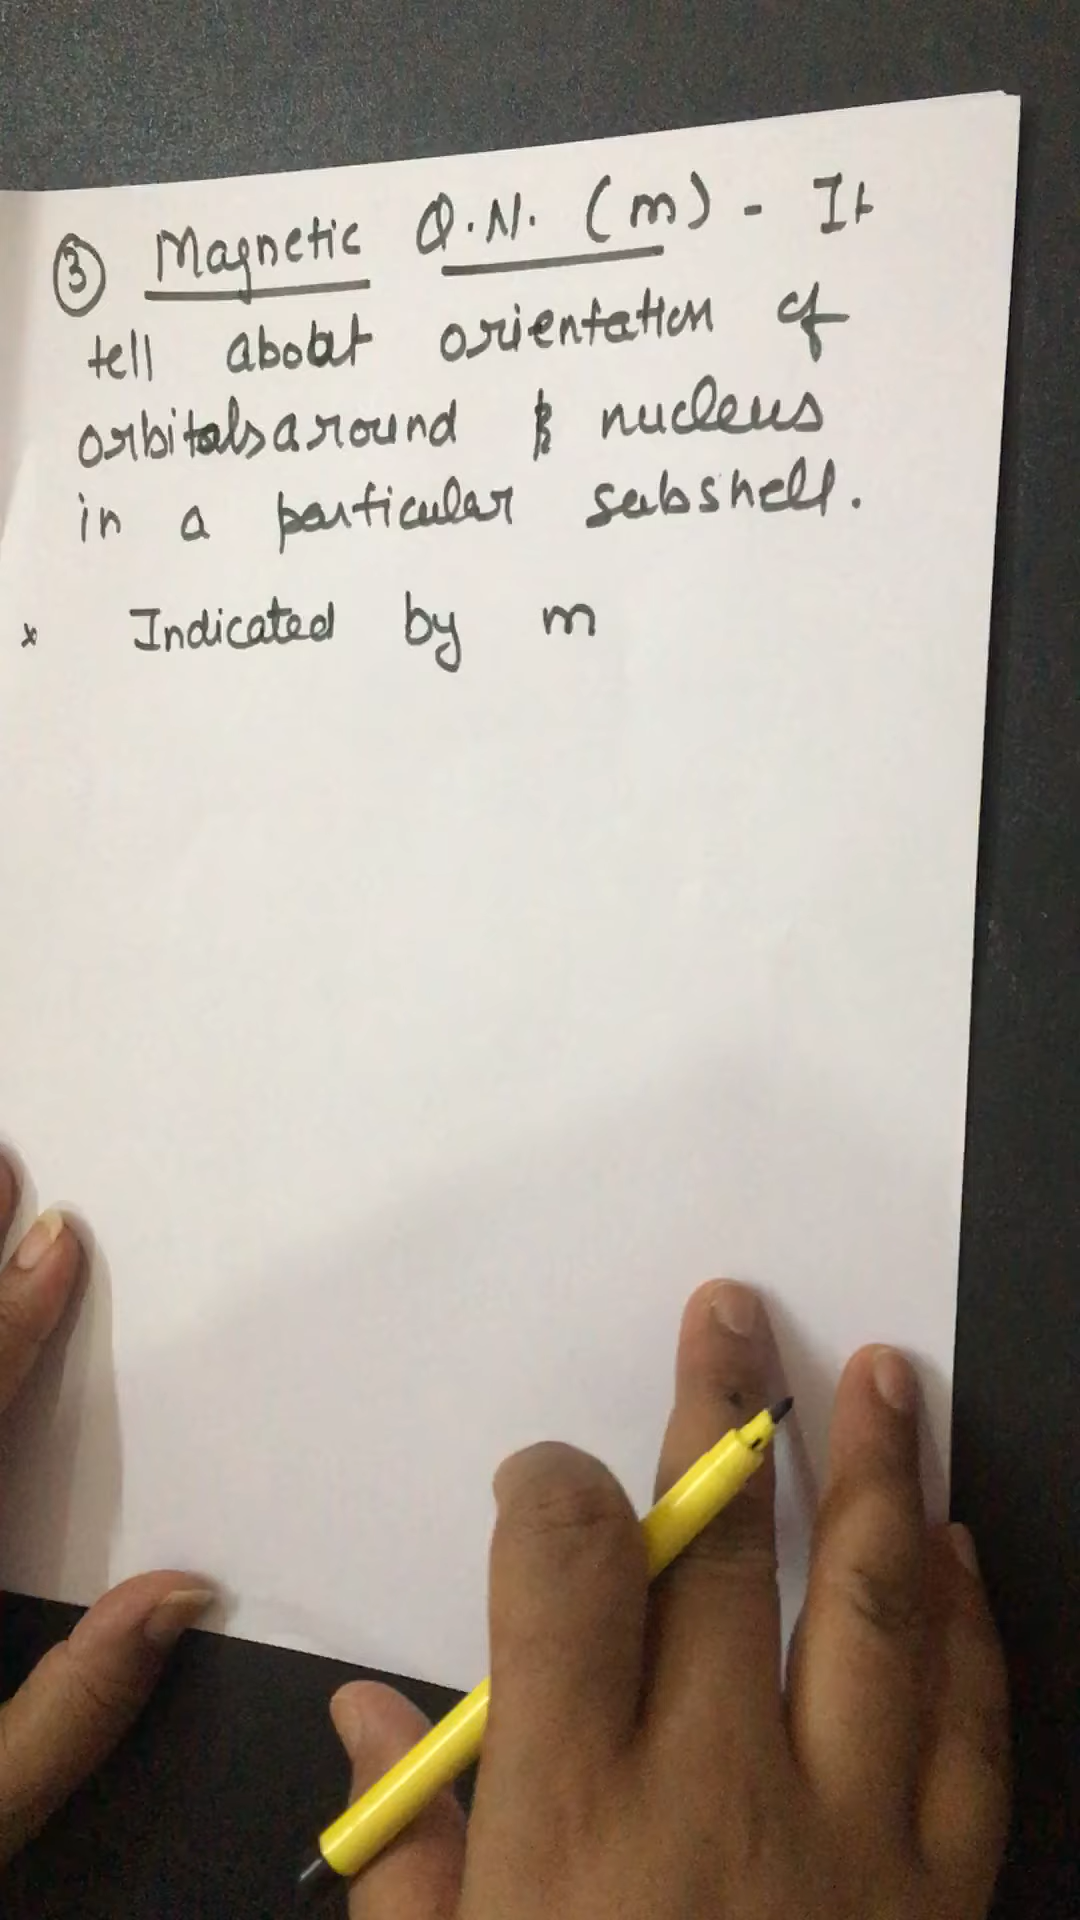 ③ Magnetic Q.N. (m) - It
tell about orientation of
orbitals around nucleus
in a particular subshell.
x Indicated by m